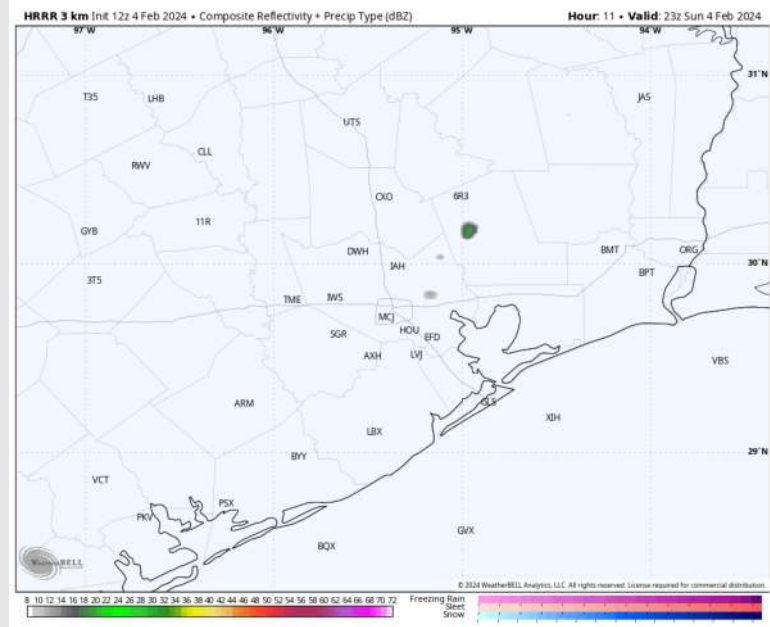 HRRR 3 km Init 12z 4 Feb 2024 • Composite Reflectivity + Precip Type (dBZ) Hour: 11 • Valid: 23z Sun 4 Feb 2024
97°W 96°W 95°W 94°W
31°N
T35 LHB JAS
UTS
CLL
RWV
CXO 6R3
11R
GYB
DWH BMT ORG
30°N
IAH
BPT
3T5
TME IWS
MCJ
SGR HOU EFD
AXH LVJ VBS
ARM GLS
XIH
LBX
29°N
BYY
VCT
PSX
PKV
GVX
BQX
WEATHERBELL
© 2024 WeatherBELL Analytics, LLC. All rights reserved. License required for commercial distribution.
8 10 12 14 16 18 20 22 24 26 28 30 32 34 36 38 40 42 44 46 48 50 52 54 56 58 60 62 64 66 68 70 72
Freezing Rain
Sleet
Snow